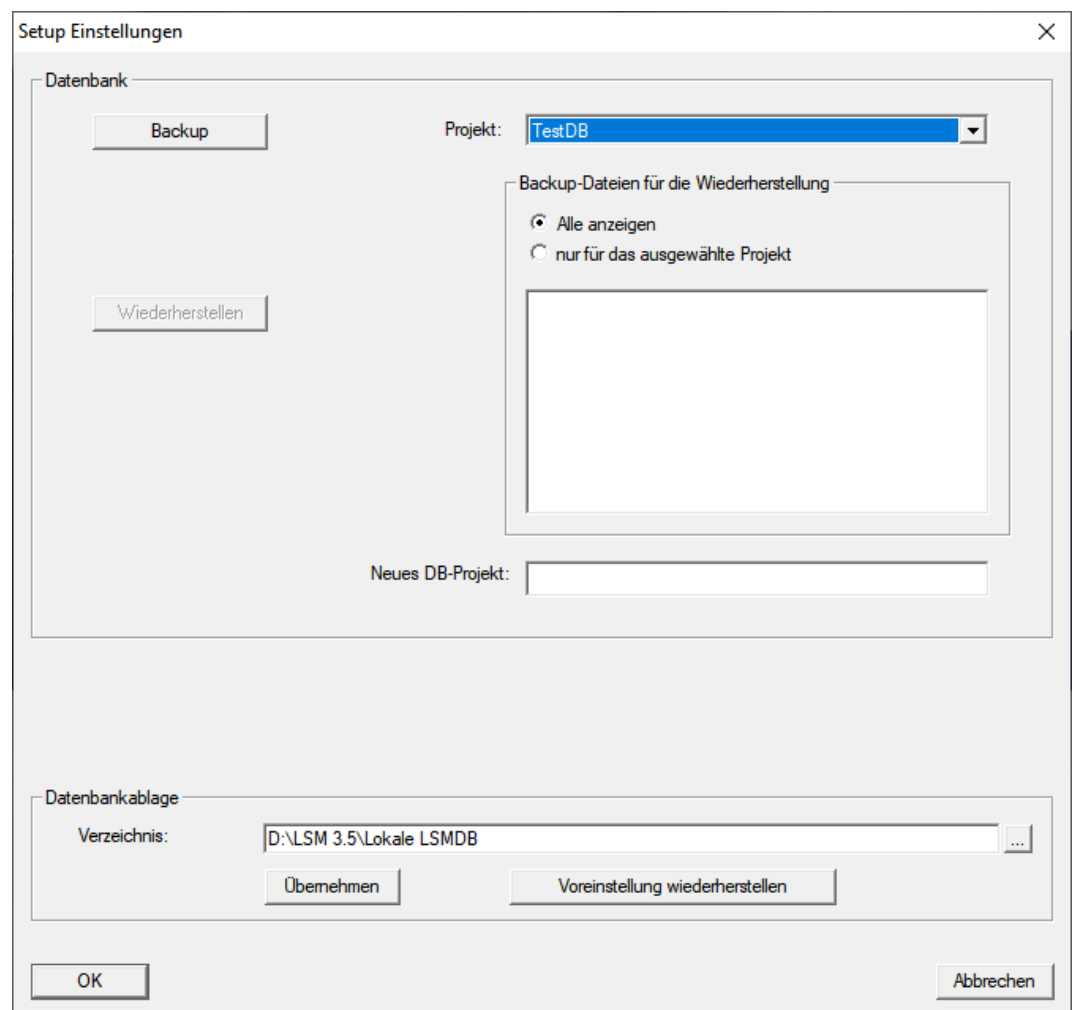 Setup Einstellungen
Datenbank
Backup
Projekt:
TestDB
Backup-Dateien für die Wiederherstellung
Alle anzeigen
nur für das ausgewählte Projekt
Wiederherstellen
Neues DB-Projekt:
Datenbankablage
Verzeichnis:
D:\LSM 3.5\Lokale LSMDB
...
Übernehmen
Voreinstellung wiederherstellen
OK
Abbrechen